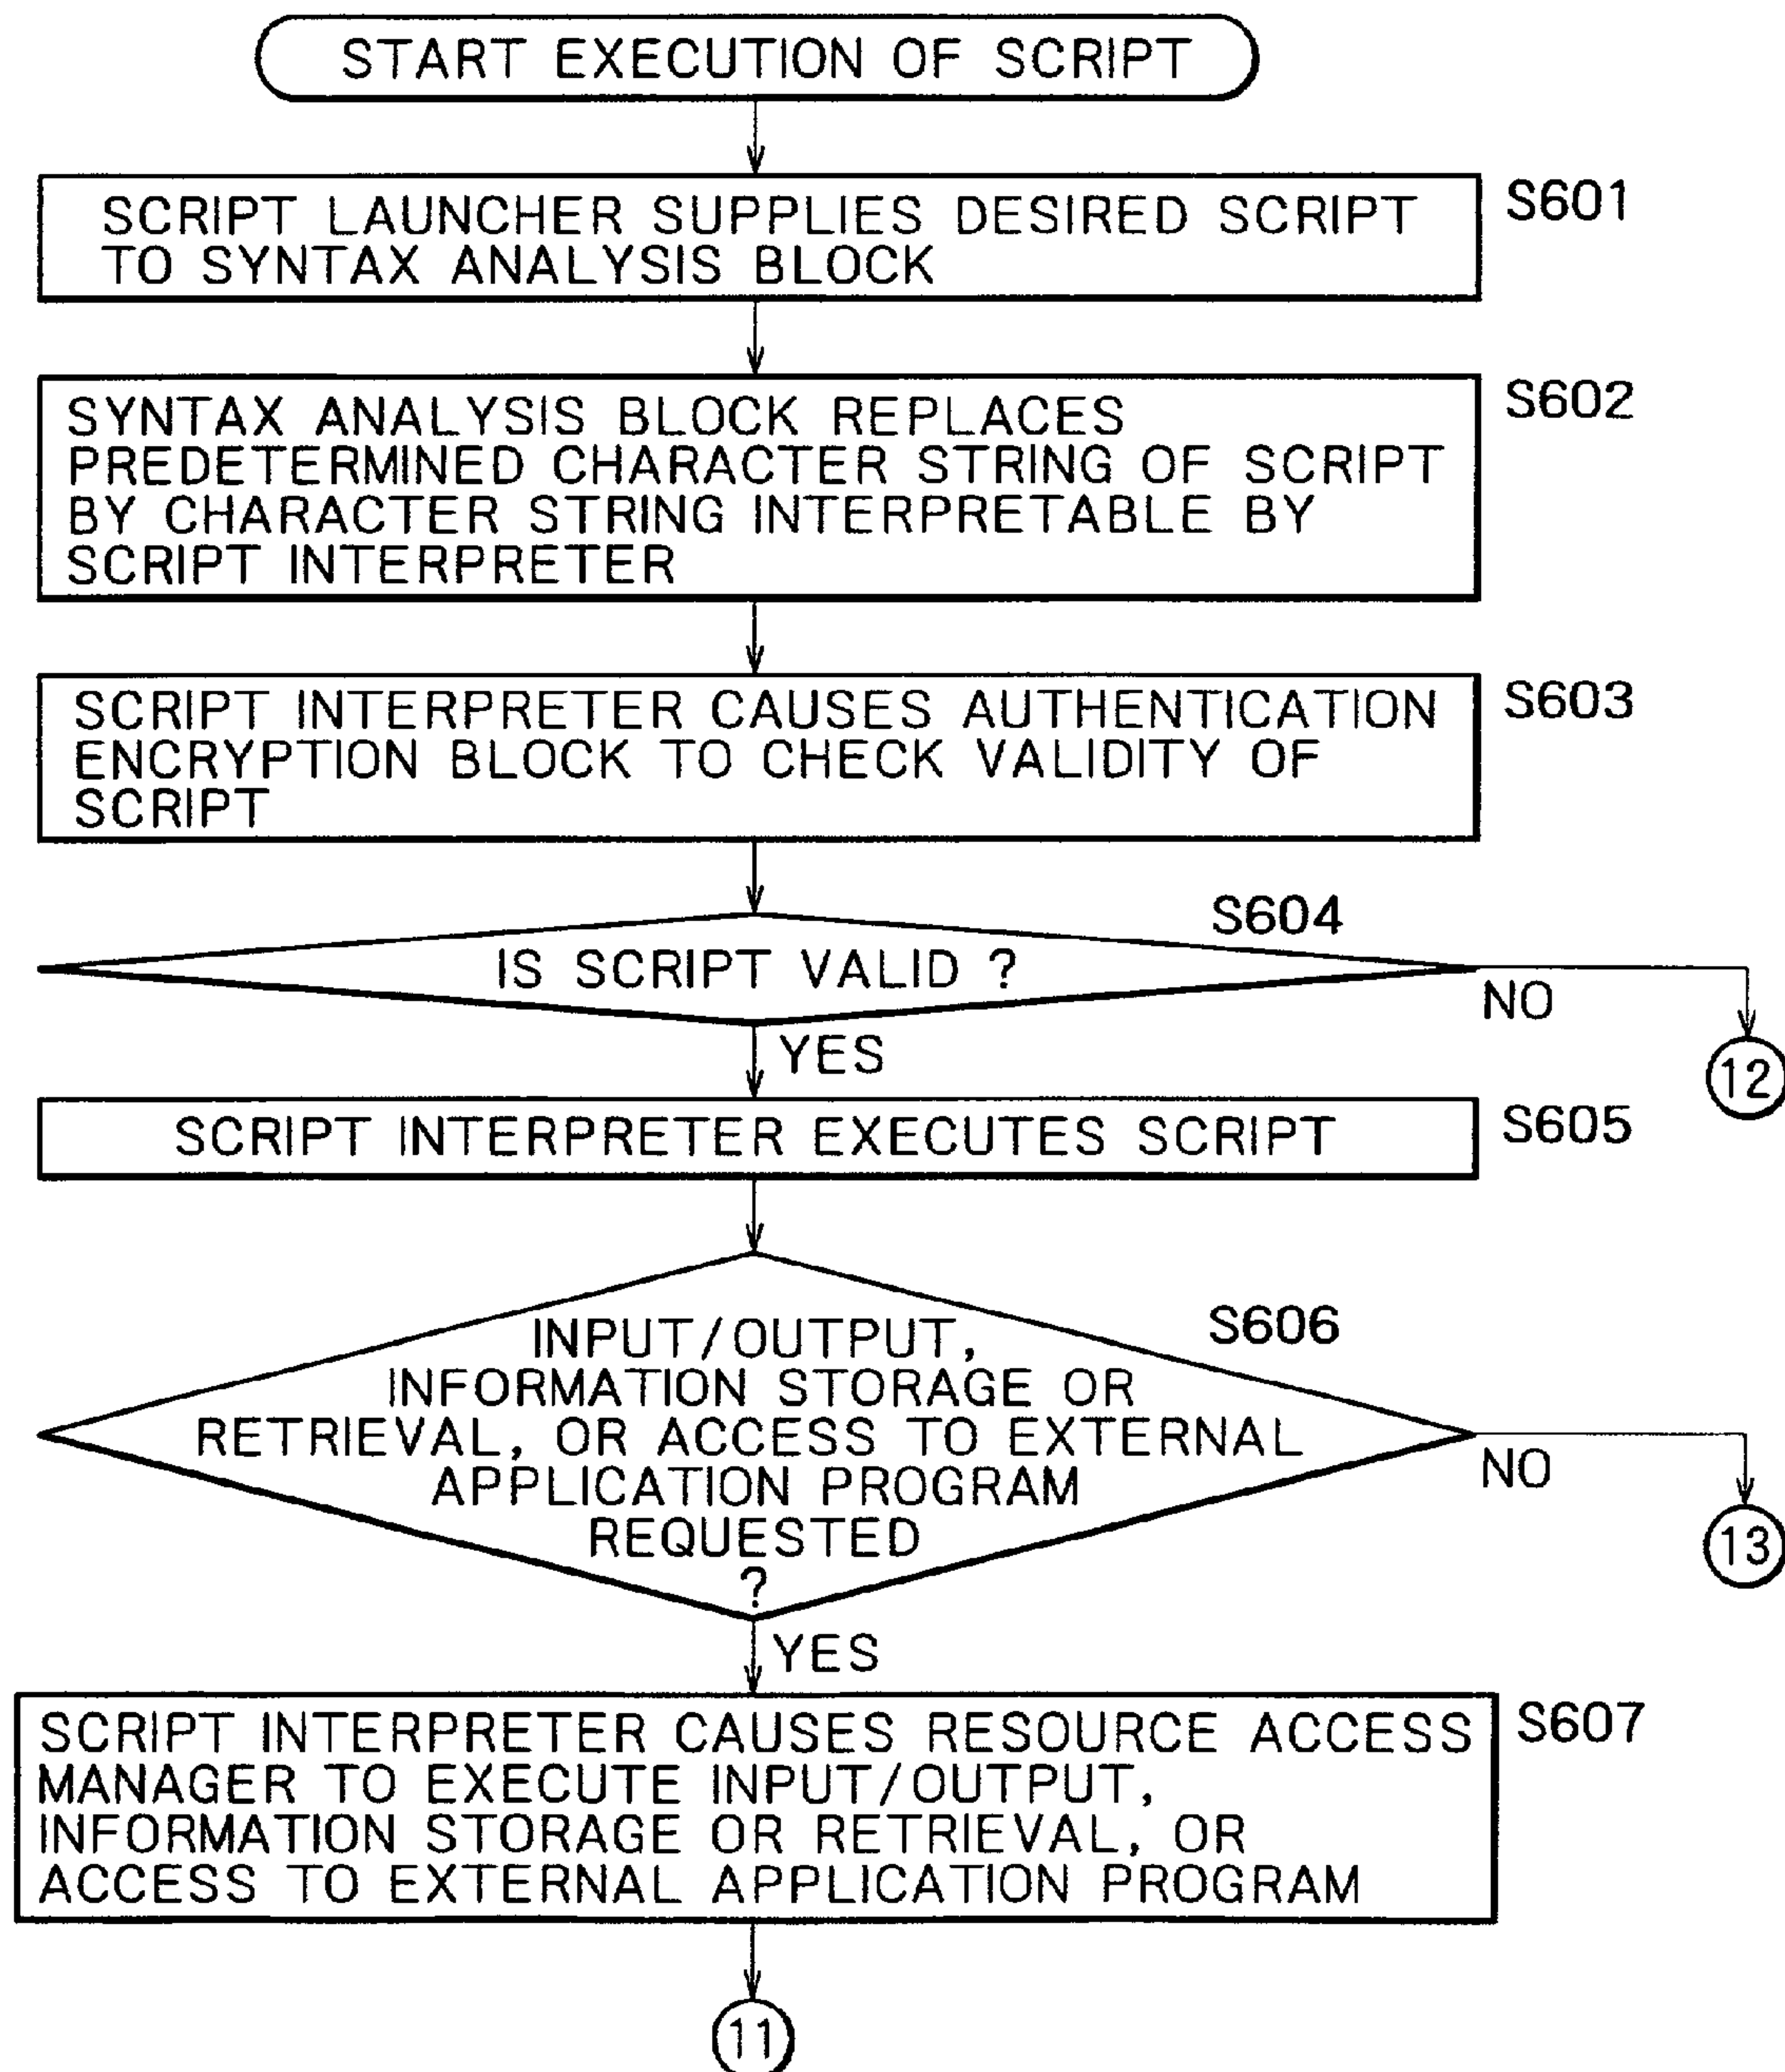 START EXECUTION OF SCRIPT
SCRIPT LAUNCHER SUPPLIES DESIRED SCRIPT
TO SYNTAX ANALYSIS BLOCK
S601
SYNTAX ANALYSIS BLOCK REPLACES
PREDETERMINED CHARACTER STRING OF SCRIPT
BY CHARACTER STRING INTERPRETABLE BY
SCRIPT INTERPRETER
S602
SCRIPT INTERPRETER CAUSES AUTHENTICATION
ENCRYPTION BLOCK TO CHECK VALIDITY OF
SCRIPT
S603
S604
IS SCRIPT VALID ?
NO
12
YES
SCRIPT INTERPRETER EXECUTES SCRIPT
S605
S606
INPUT/OUTPUT,
INFORMATION STORAGE OR
RETRIEVAL, OR ACCESS TO EXTERNAL
APPLICATION PROGRAM
REQUESTED
?
NO
13
YES
SCRIPT INTERPRETER CAUSES RESOURCE ACCESS
MANAGER TO EXECUTE INPUT/OUTPUT,
INFORMATION STORAGE OR RETRIEVAL, OR
ACCESS TO EXTERNAL APPLICATION PROGRAM
S607
11